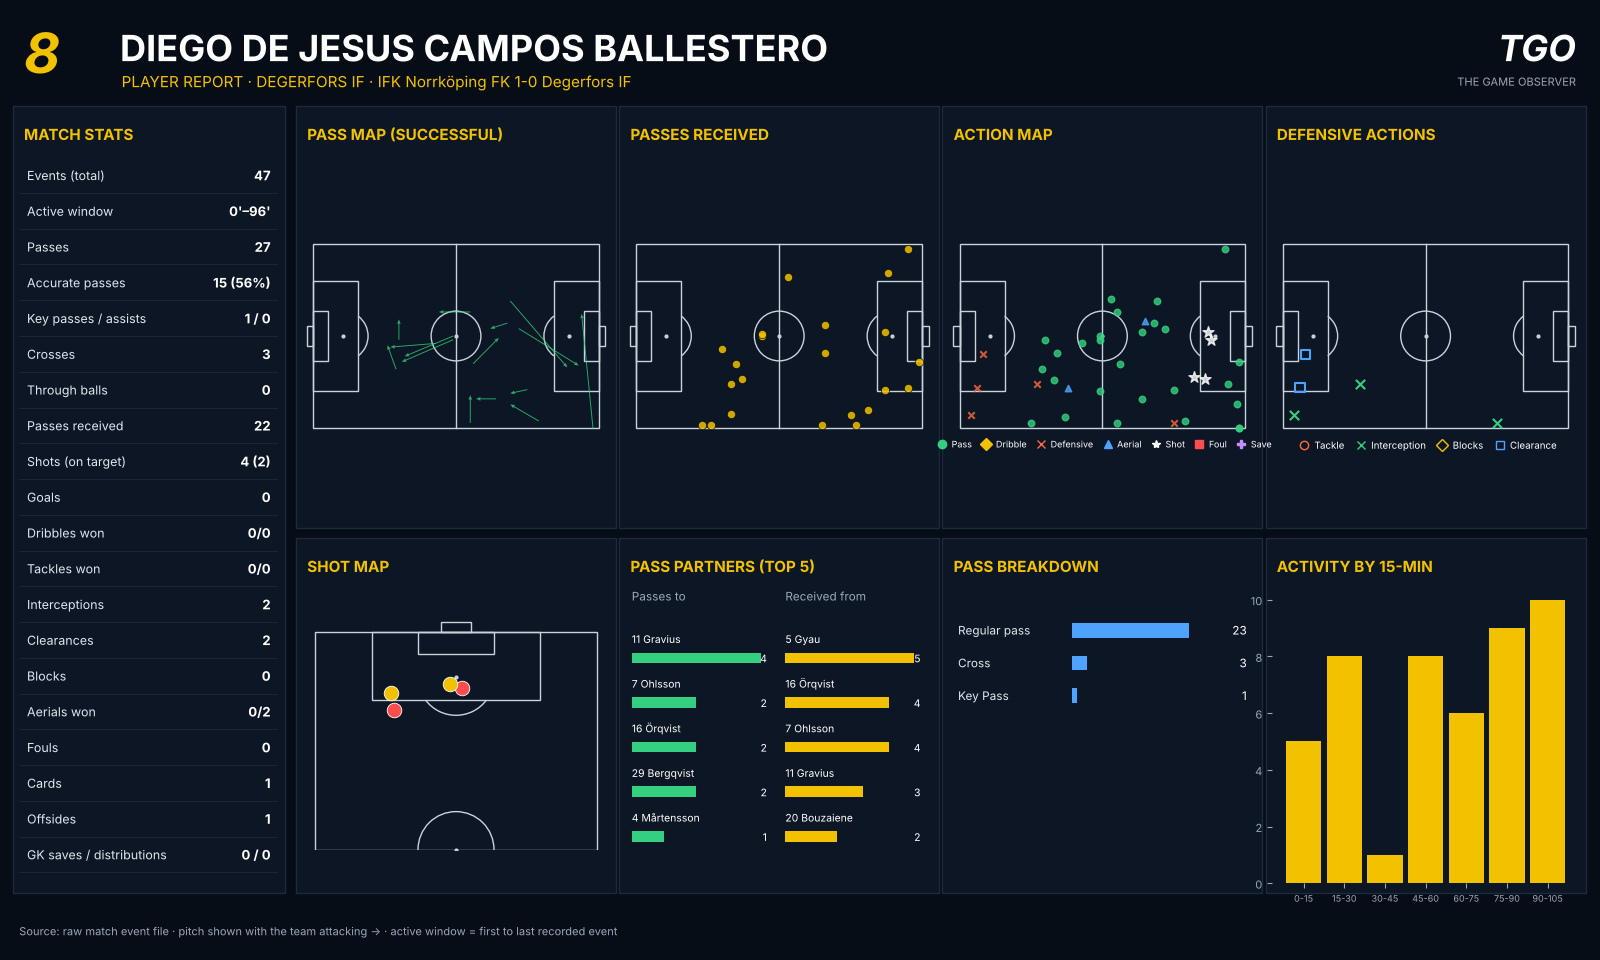 8
DIEGO DE JESUS CAMPOS BALLESTERO
PLAYER REPORT · DEGERFORS IF · IFK Norrköping FK 1-0 Degerfors IF
TGO
THE GAME OBSERVER
MATCH STATS
Events (total) 47
Active window 0'–96'
Passes 27
Accurate passes 15 (56%)
Key passes / assists 1 / 0
Crosses 3
Through balls 0
Passes received 22
Shots (on target) 4 (2)
Goals 0
Dribbles won 0/0
Tackles won 0/0
Interceptions 2
Clearances 2
Blocks 0
Aerials won 0/2
Fouls 0
Cards 1
Offsides 1
GK saves / distributions 0 / 0
PASS MAP (SUCCESSFUL)
PASSES RECEIVED
ACTION MAP
Pass Dribble Defensive Aerial Shot Foul Save
DEFENSIVE ACTIONS
Tackle Interception Blocks Clearance
SHOT MAP
PASS PARTNERS (TOP 5)
Passes to Received from
11 Gravius 4 5 Gyau 5
7 Ohlsson 2 16 Örqvist 4
16 Örqvist 2 7 Ohlsson 4
29 Bergqvist 2 11 Gravius 3
4 Mårtensson 1 20 Bouzaiene 2
PASS BREAKDOWN
Regular pass 23
Cross 3
Key Pass 1
ACTIVITY BY 15-MIN
10
8
6
4
2
0
0-15 15-30 30-45 45-60 60-75 75-90 90-105
Source: raw match event file · pitch shown with the team attacking → · active window = first to last recorded event